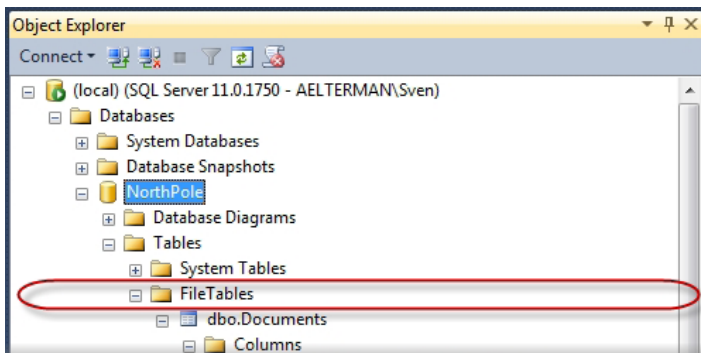 Object Explorer
Connect
(local) (SQL Server 11.0.1750 - AELTERMAN\Sven)
Databases
System Databases
Database Snapshots
NorthPole
Database Diagrams
Tables
System Tables
FileTables
dbo.Documents
Columns